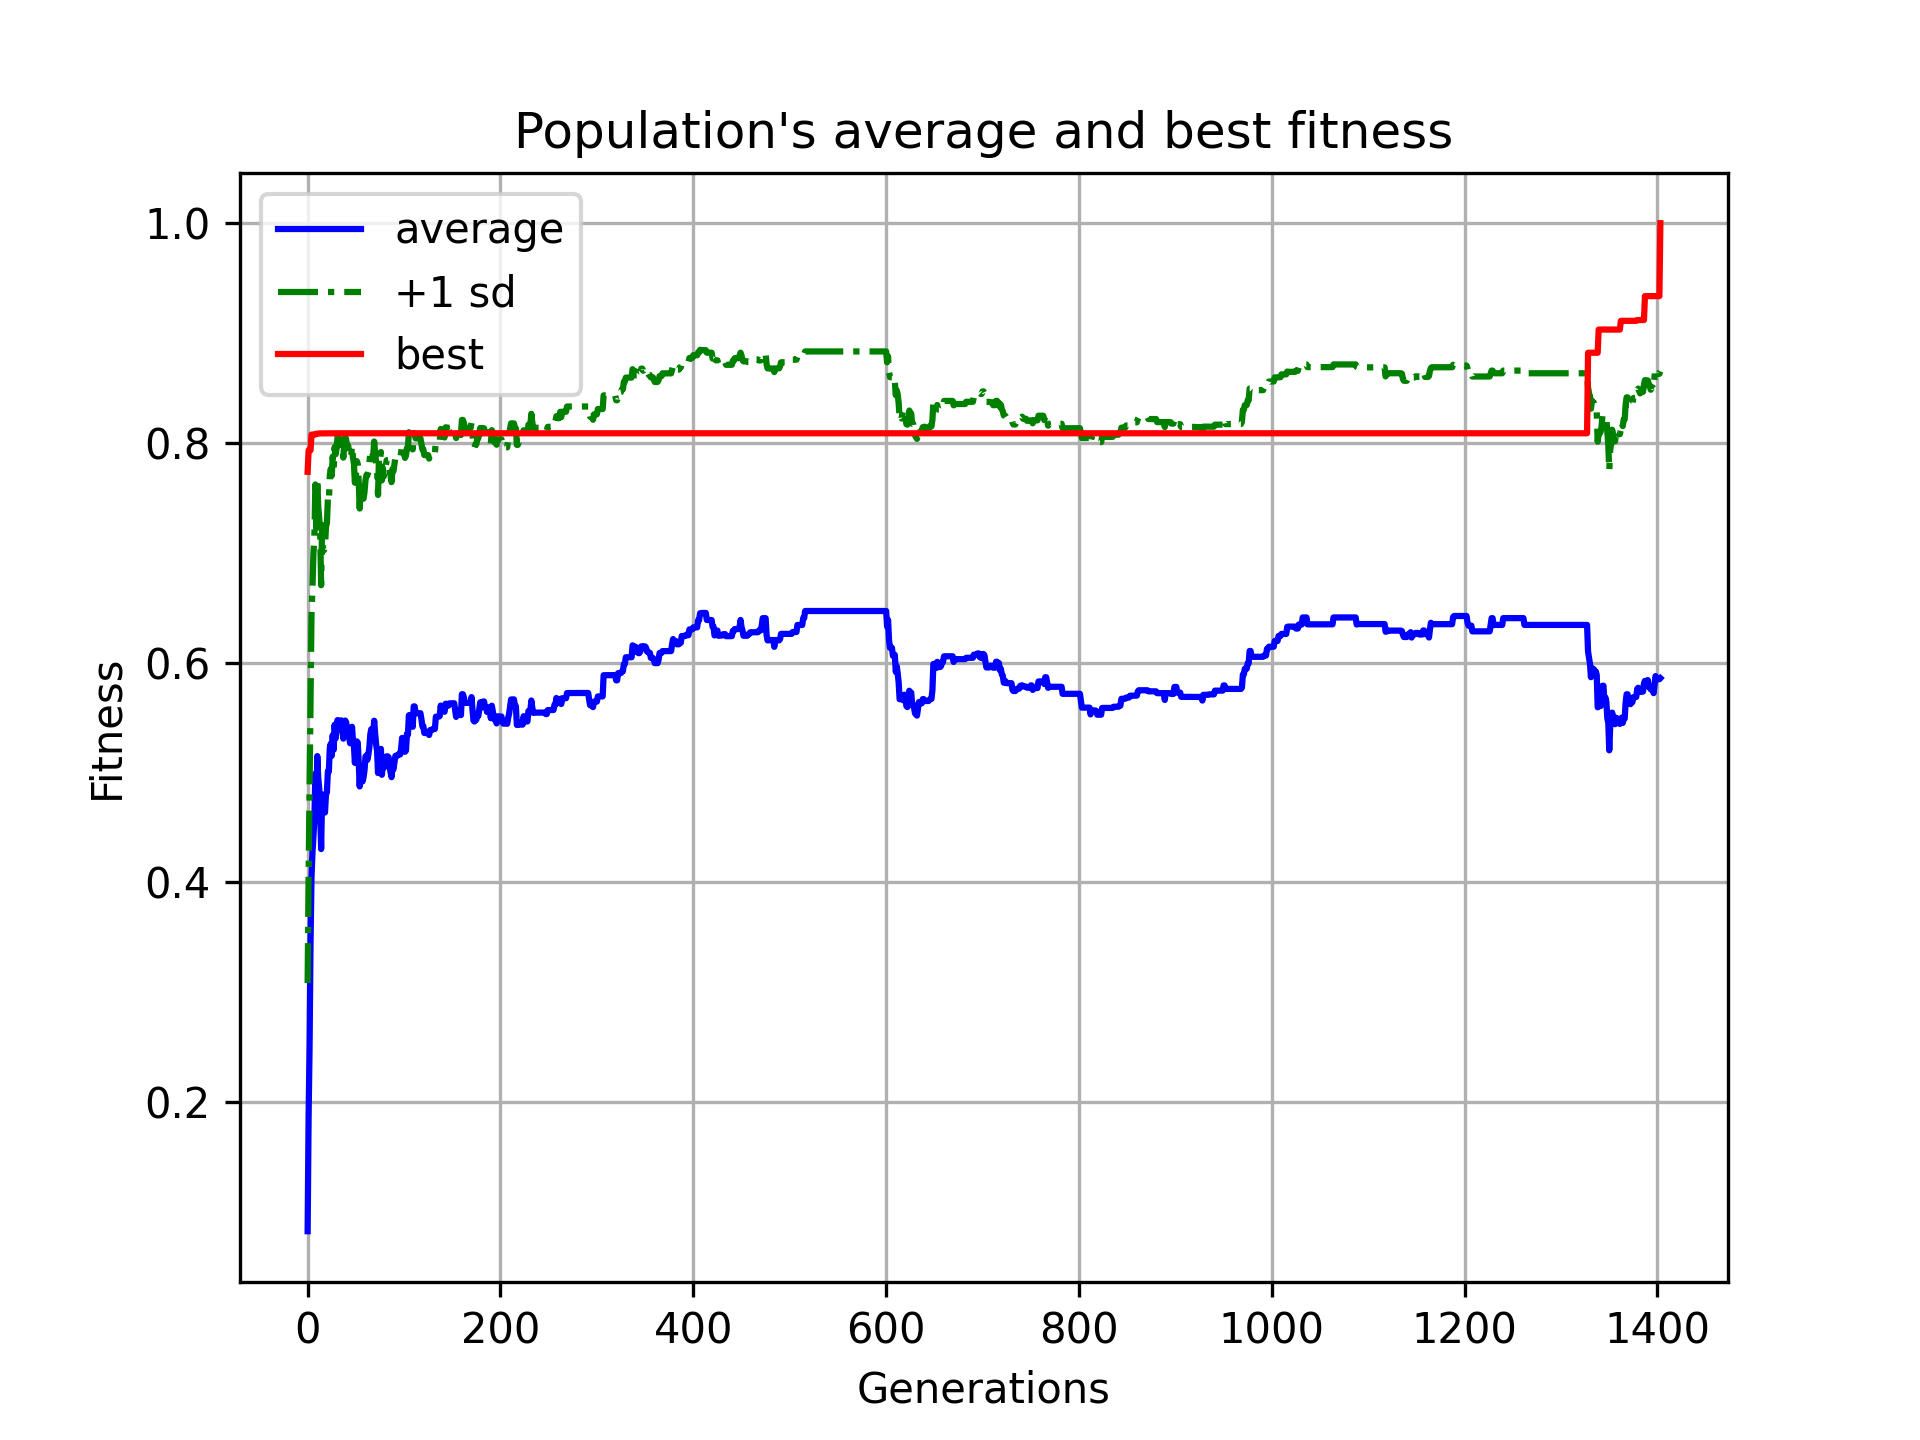 Population's average and best fitness
average
+1 sd
best
1.0
0.8
0.6
0.4
0.2
Fitness
0 200 400 600 800 1000 1200 1400
Generations